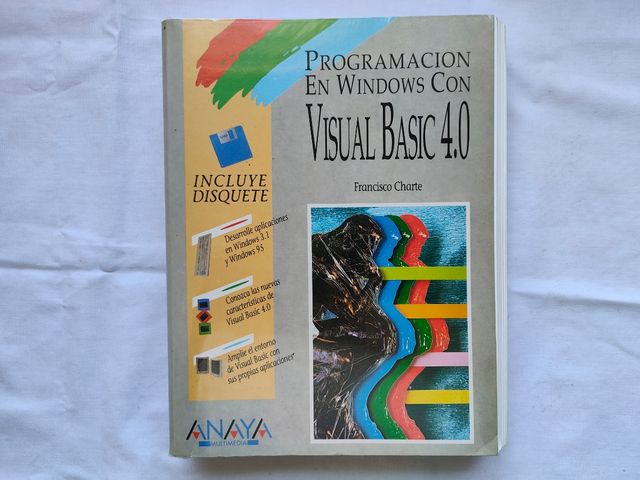 PROGRAMACION
EN WINDOWS CON
VISUAL BASIC 4.0
Francisco Charte
INCLUYE
DISQUETE
Desarrolle aplicaciones
en Windows 3.1
y Windows 95
Conozca las nuevas
características de
Visual Basic 4.0
Amplíe el entorno
de Visual Basic con
sus propias aplicaciones
ANAYA
MULTIMEDIA